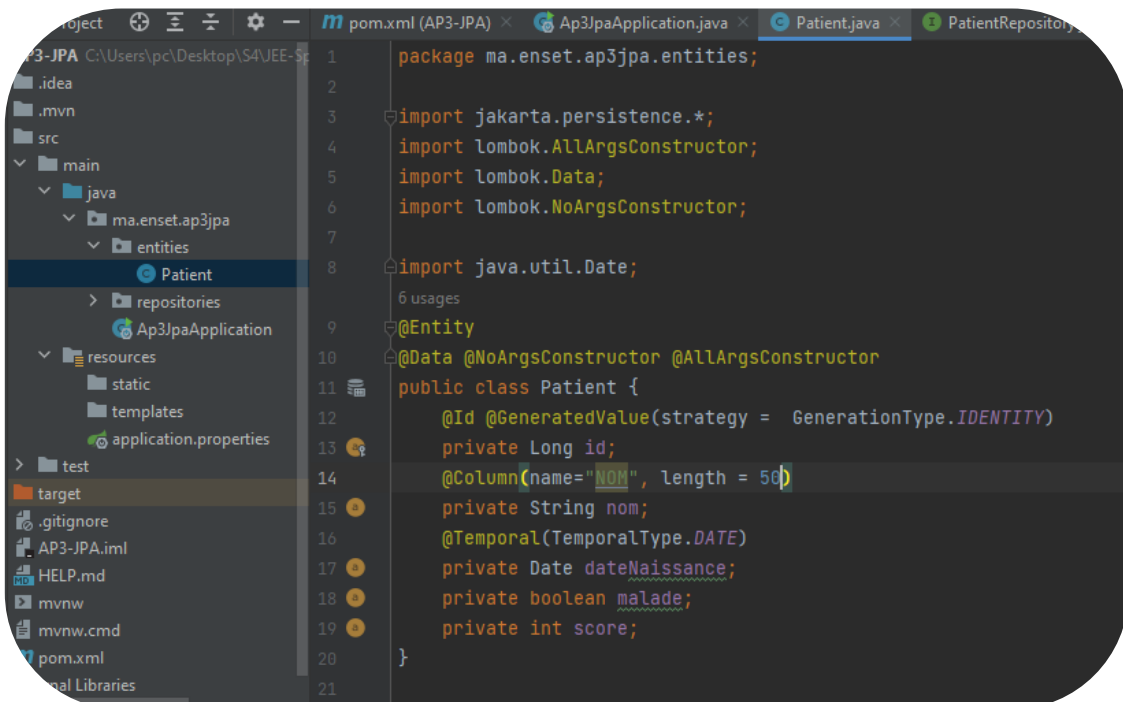 roject
pom.xml (AP3-JPA)
Ap3JpaApplication.java
Patient.java
PatientRepository
P3-JPA C:\Users\pc\Desktop\S4\JEE-Sp
.idea
.mvn
src
main
java
ma.enset.ap3jpa
entities
Patient
repositories
Ap3JpaApplication
resources
static
templates
application.properties
test
target
.gitignore
AP3-JPA.iml
HELP.md
mvnw
mvnw.cmd
pom.xml
nal Libraries
1 package ma.enset.ap3jpa.entities;
2
3 import jakarta.persistence.*;
4 import lombok.AllArgsConstructor;
5 import lombok.Data;
6 import lombok.NoArgsConstructor;
7
8 import java.util.Date;
6 usages
9 @Entity
10 @Data @NoArgsConstructor @AllArgsConstructor
11 public class Patient {
12 @Id @GeneratedValue(strategy = GenerationType.IDENTITY)
13 private Long id;
14 @Column(name="NOM", length = 50)
15 private String nom;
16 @Temporal(TemporalType.DATE)
17 private Date dateNaissance;
18 private boolean malade;
19 private int score;
20 }
21